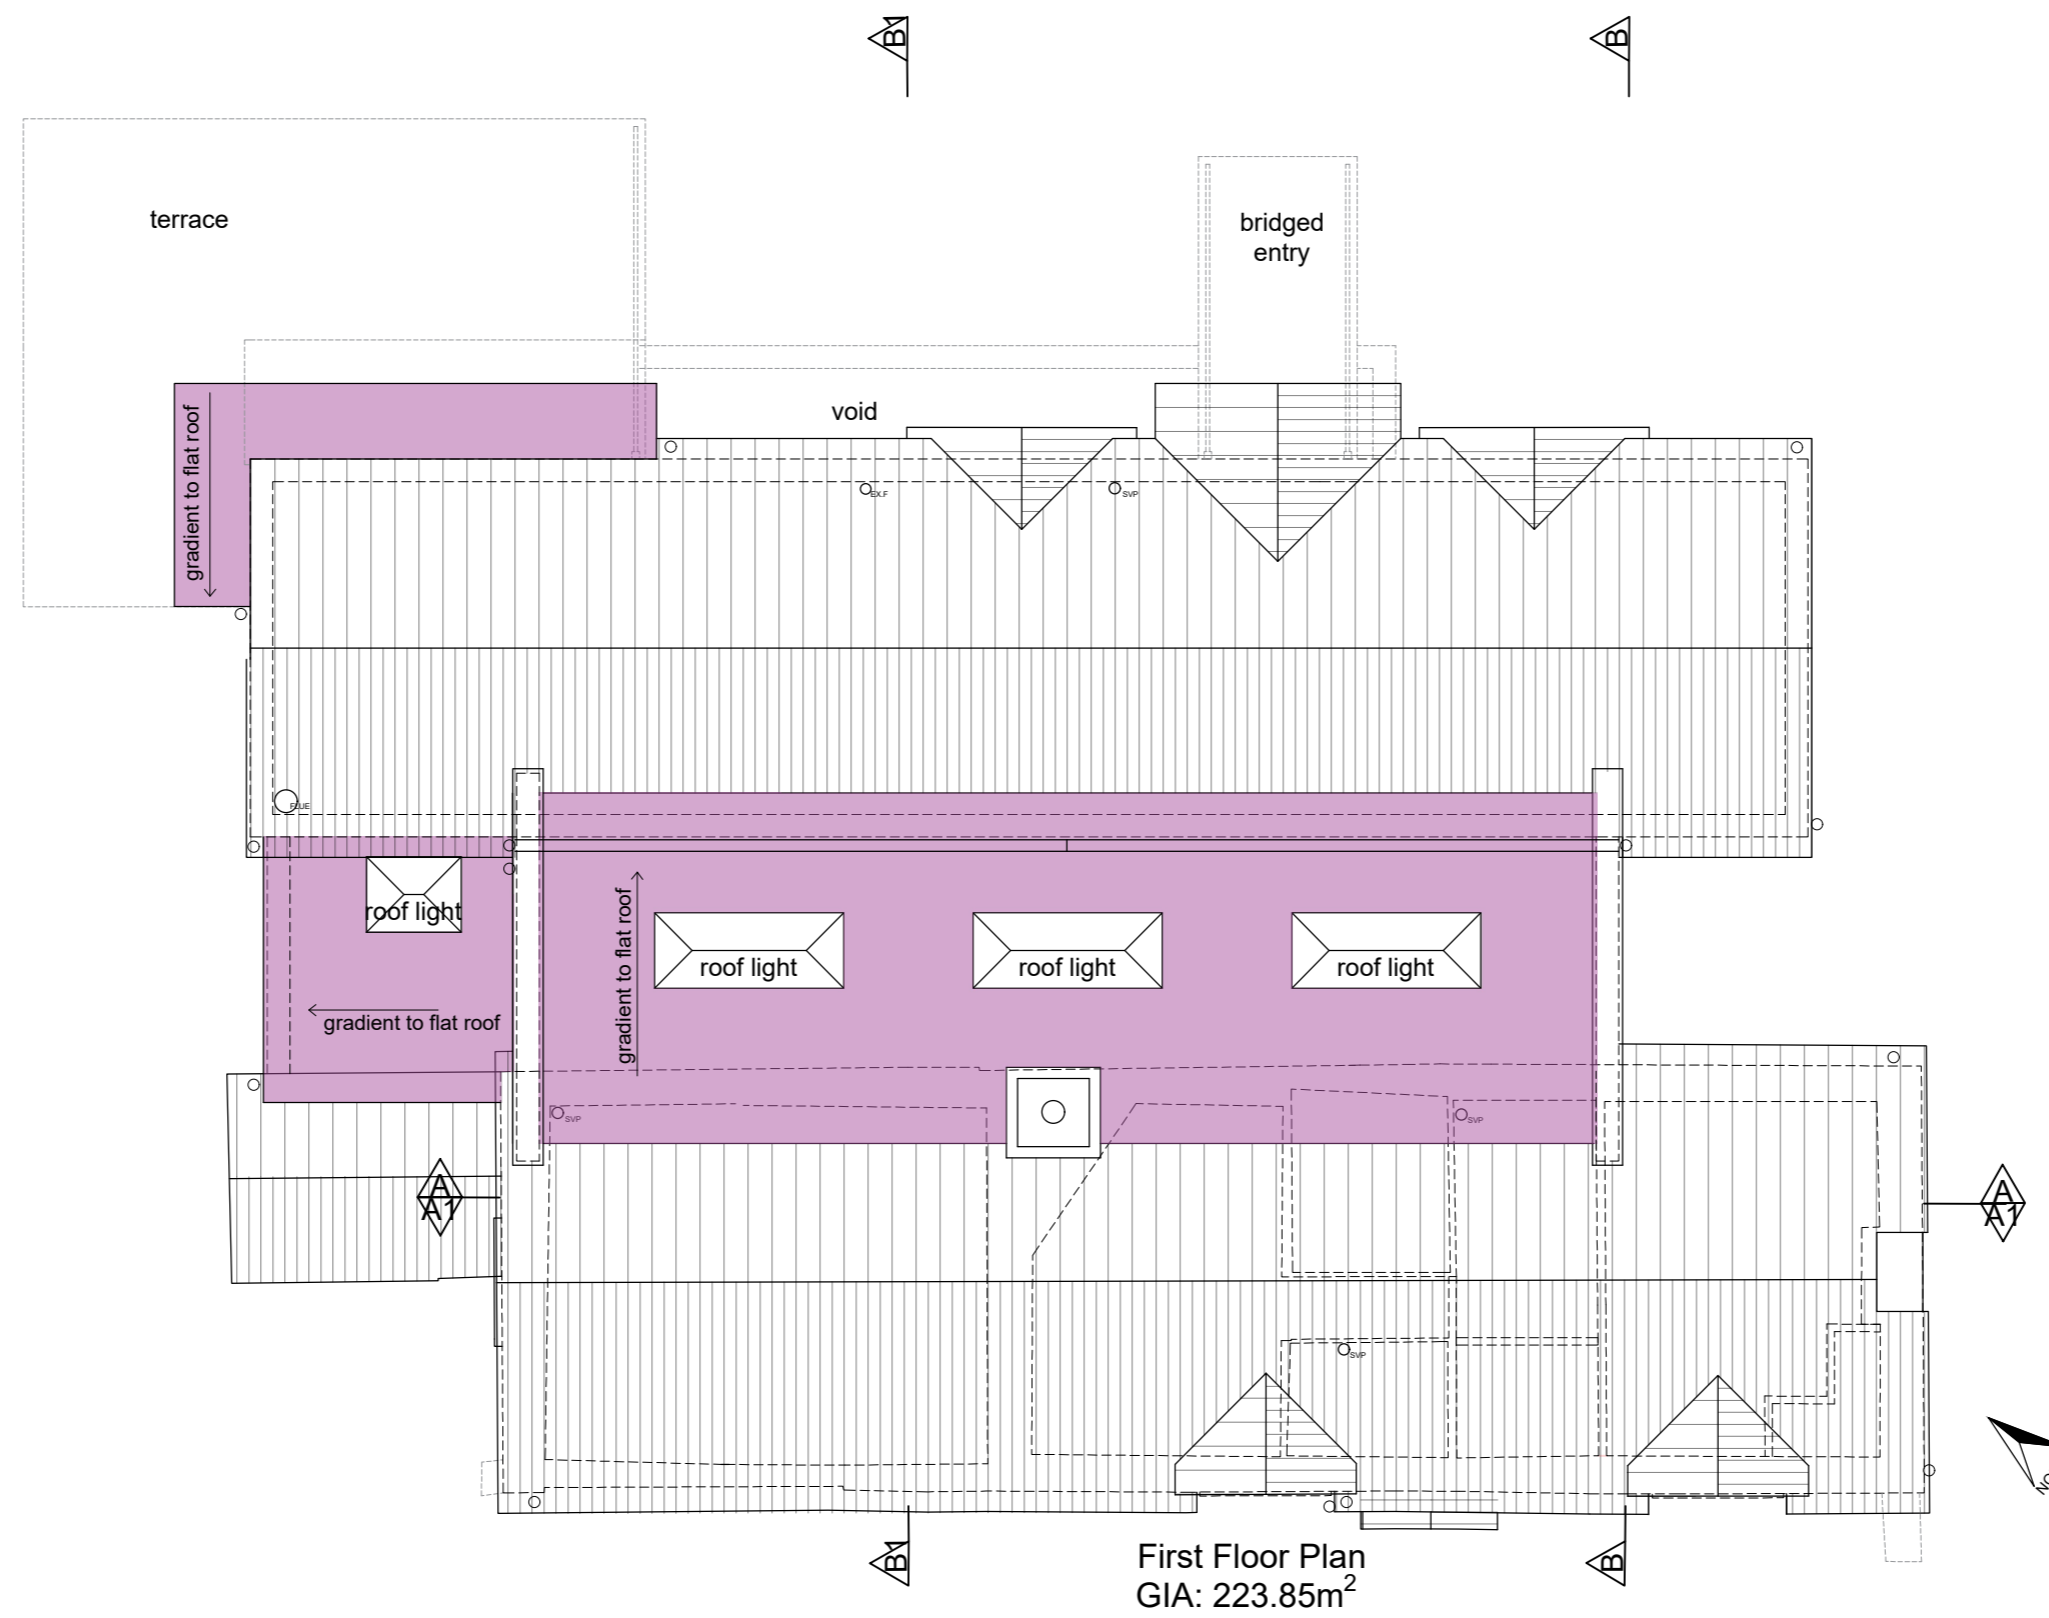 B1
B
terrace
bridged
entry
void
gradient to flat roof
EX.F
SVP
FLUE
roof light
gradient to flat roof
roof light
roof light
roof light
gradient to flat roof
SVP
SVP
A
A1
A
A1
SVP
B1
B
First Floor Plan
GIA: 223.85m²